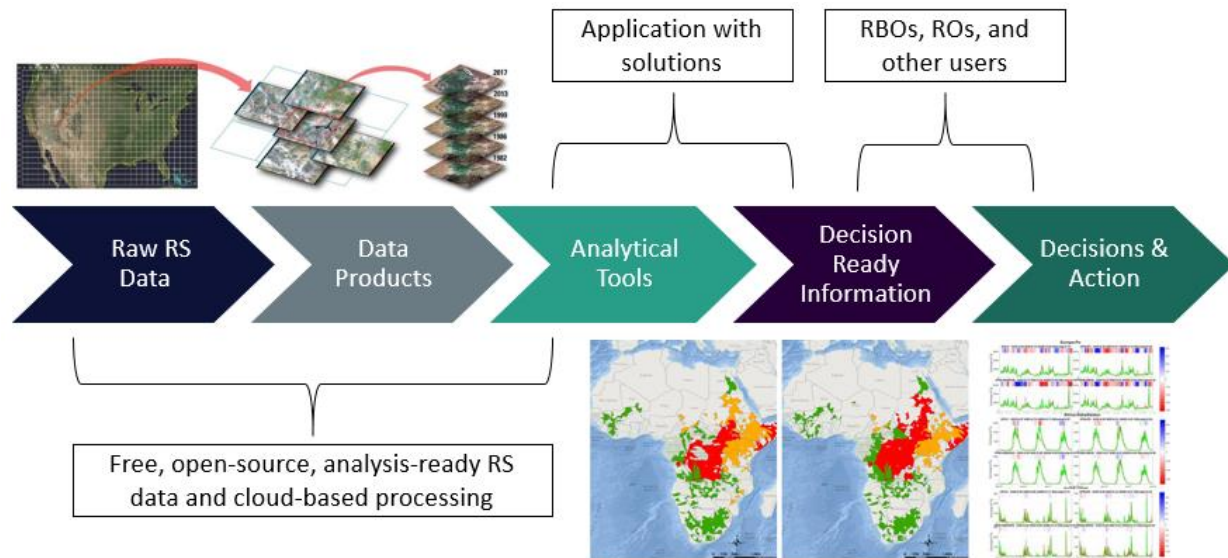 Application with
solutions
RBOs, ROs, and
other users
2017
2013
1999
1986
1982
Raw RS
Data
Data
Products
Analytical
Tools
Decision
Ready
Information
Decisions &
Action
Free, open-source, analysis-ready RS
data and cloud-based processing